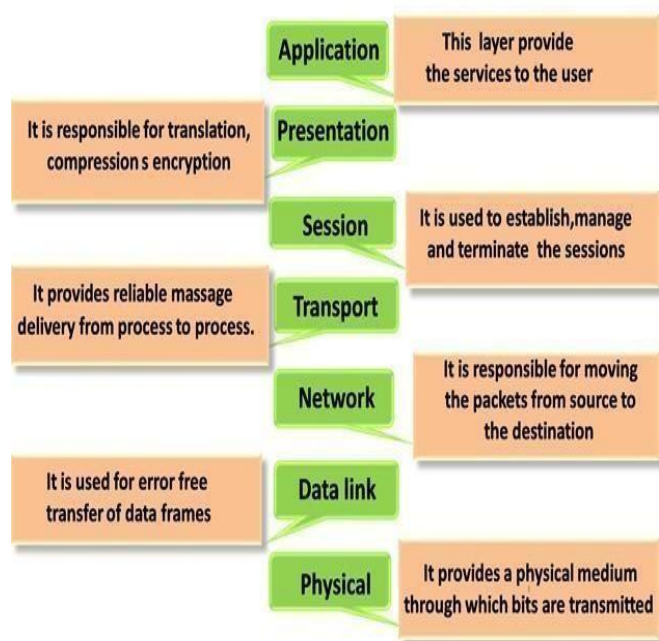 Application
This layer provide
the services to the user
It is responsible for translation,
compression s encryption
Presentation
Session
It is used to establish,manage
and terminate the sessions
It provides reliable massage
delivery from process to process.
Transport
Network
It is responsible for moving
the packets from source to
the destination
It is used for error free
transfer of data frames
Data link
Physical
It provides a physical medium
through which bits are transmitted